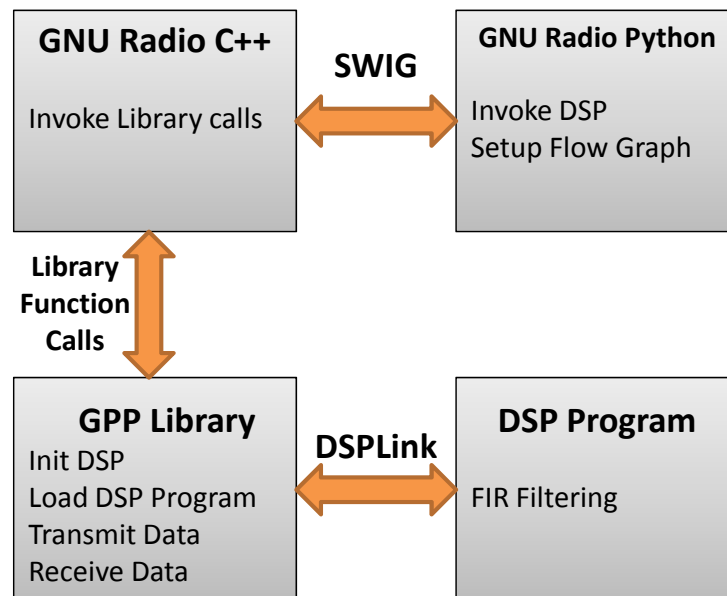 GNU Radio C++
Invoke Library calls
SWIG
GNU Radio Python
Invoke DSP
Setup Flow Graph
Library
Function
Calls
GPP Library
Init DSP
Load DSP Program
Transmit Data
Receive Data
DSPLink
DSP Program
FIR Filtering